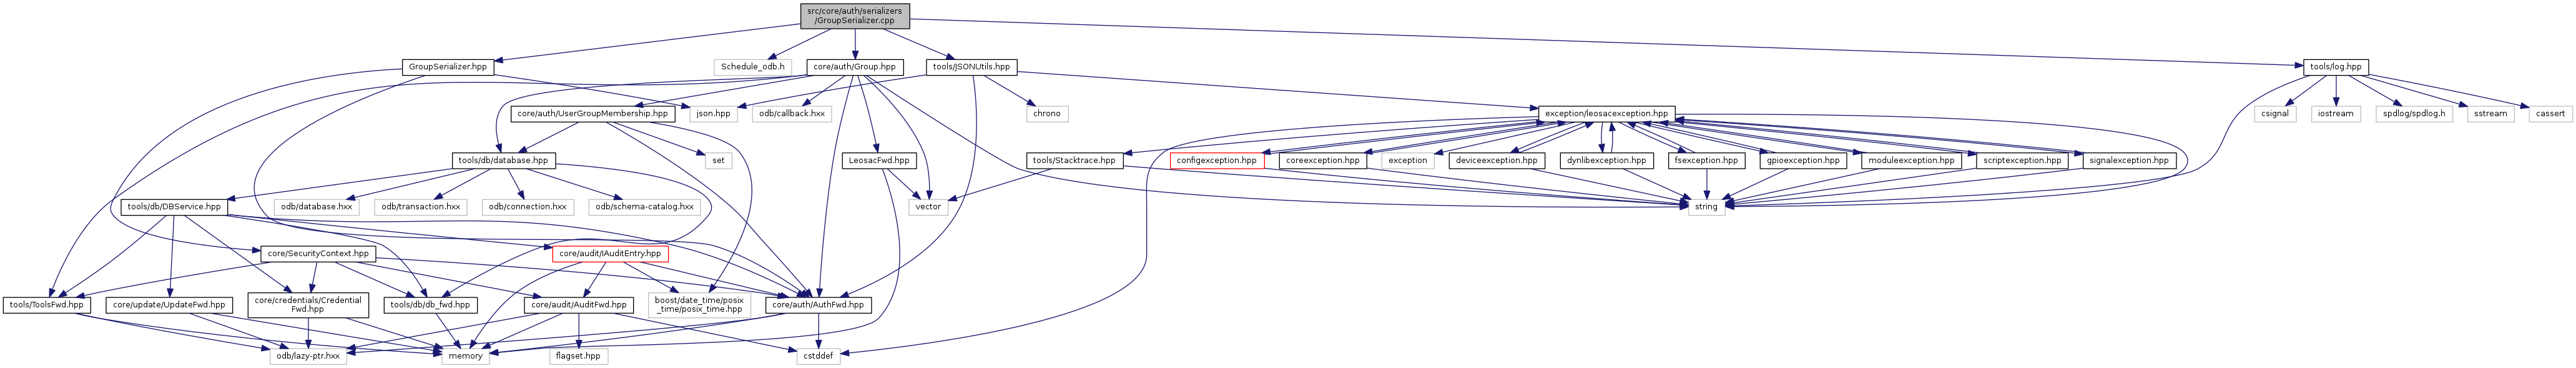 src/core/auth/serializers
/GroupSerializer.cpp
GroupSerializer.hpp
Schedule_odb.h
core/auth/Group.hpp
tools/JSONUtils.hpp
tools/log.hpp
core/auth/UserGroupMembership.hpp
json.hpp
odb/callback.hxx
chrono
exception/leosacexception.hpp
csignal
iostream
spdlog/spdlog.h
sstream
cassert
tools/db/database.hpp
set
LeosacFwd.hpp
tools/Stacktrace.hpp
configexception.hpp
coreexception.hpp
exception
deviceexception.hpp
dynlibexception.hpp
fsexception.hpp
gpioexception.hpp
moduleexception.hpp
scriptexception.hpp
signalexception.hpp
tools/db/DBService.hpp
odb/database.hxx
odb/transaction.hxx
odb/connection.hxx
odb/schema-catalog.hxx
vector
string
core/SecurityContext.hpp
core/audit/IAuditEntry.hpp
tools/ToolsFwd.hpp
core/update/UpdateFwd.hpp
core/credentials/Credential
Fwd.hpp
tools/db/db_fwd.hpp
core/audit/AuditFwd.hpp
boost/date_time/posix
_time/posix_time.hpp
core/auth/AuthFwd.hpp
odb/lazy-ptr.hxx
memory
flagset.hpp
cstddef